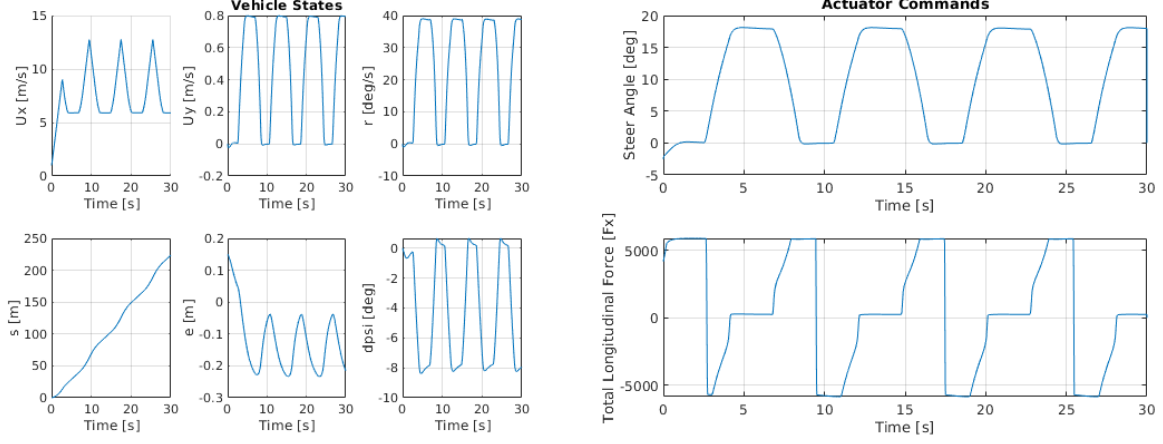 Vehicle States
15
10
5
0
Ux [m/s]
0 10 20 30
Time [s]
0.8
0.6
0.4
0.2
0
-0.2
Uy [m/s]
0 10 20 30
Time [s]
40
30
20
10
0
-10
r [deg/s]
0 10 20 30
Time [s]
250
200
150
100
50
0
s [m]
0 10 20 30
Time [s]
0.2
0.1
0
-0.1
-0.2
-0.3
e [m]
0 10 20 30
Time [s]
0
-2
-4
-6
-8
-10
dpsi [deg]
0 10 20 30
Time [s]
Actuator Commands
20
15
10
5
0
-5
Steer Angle [deg]
0 5 10 15 20 25 30
Time [s]
5000
0
-5000
Total Longitudinal Force [Fx]
0 5 10 15 20 25 30
Time [s]